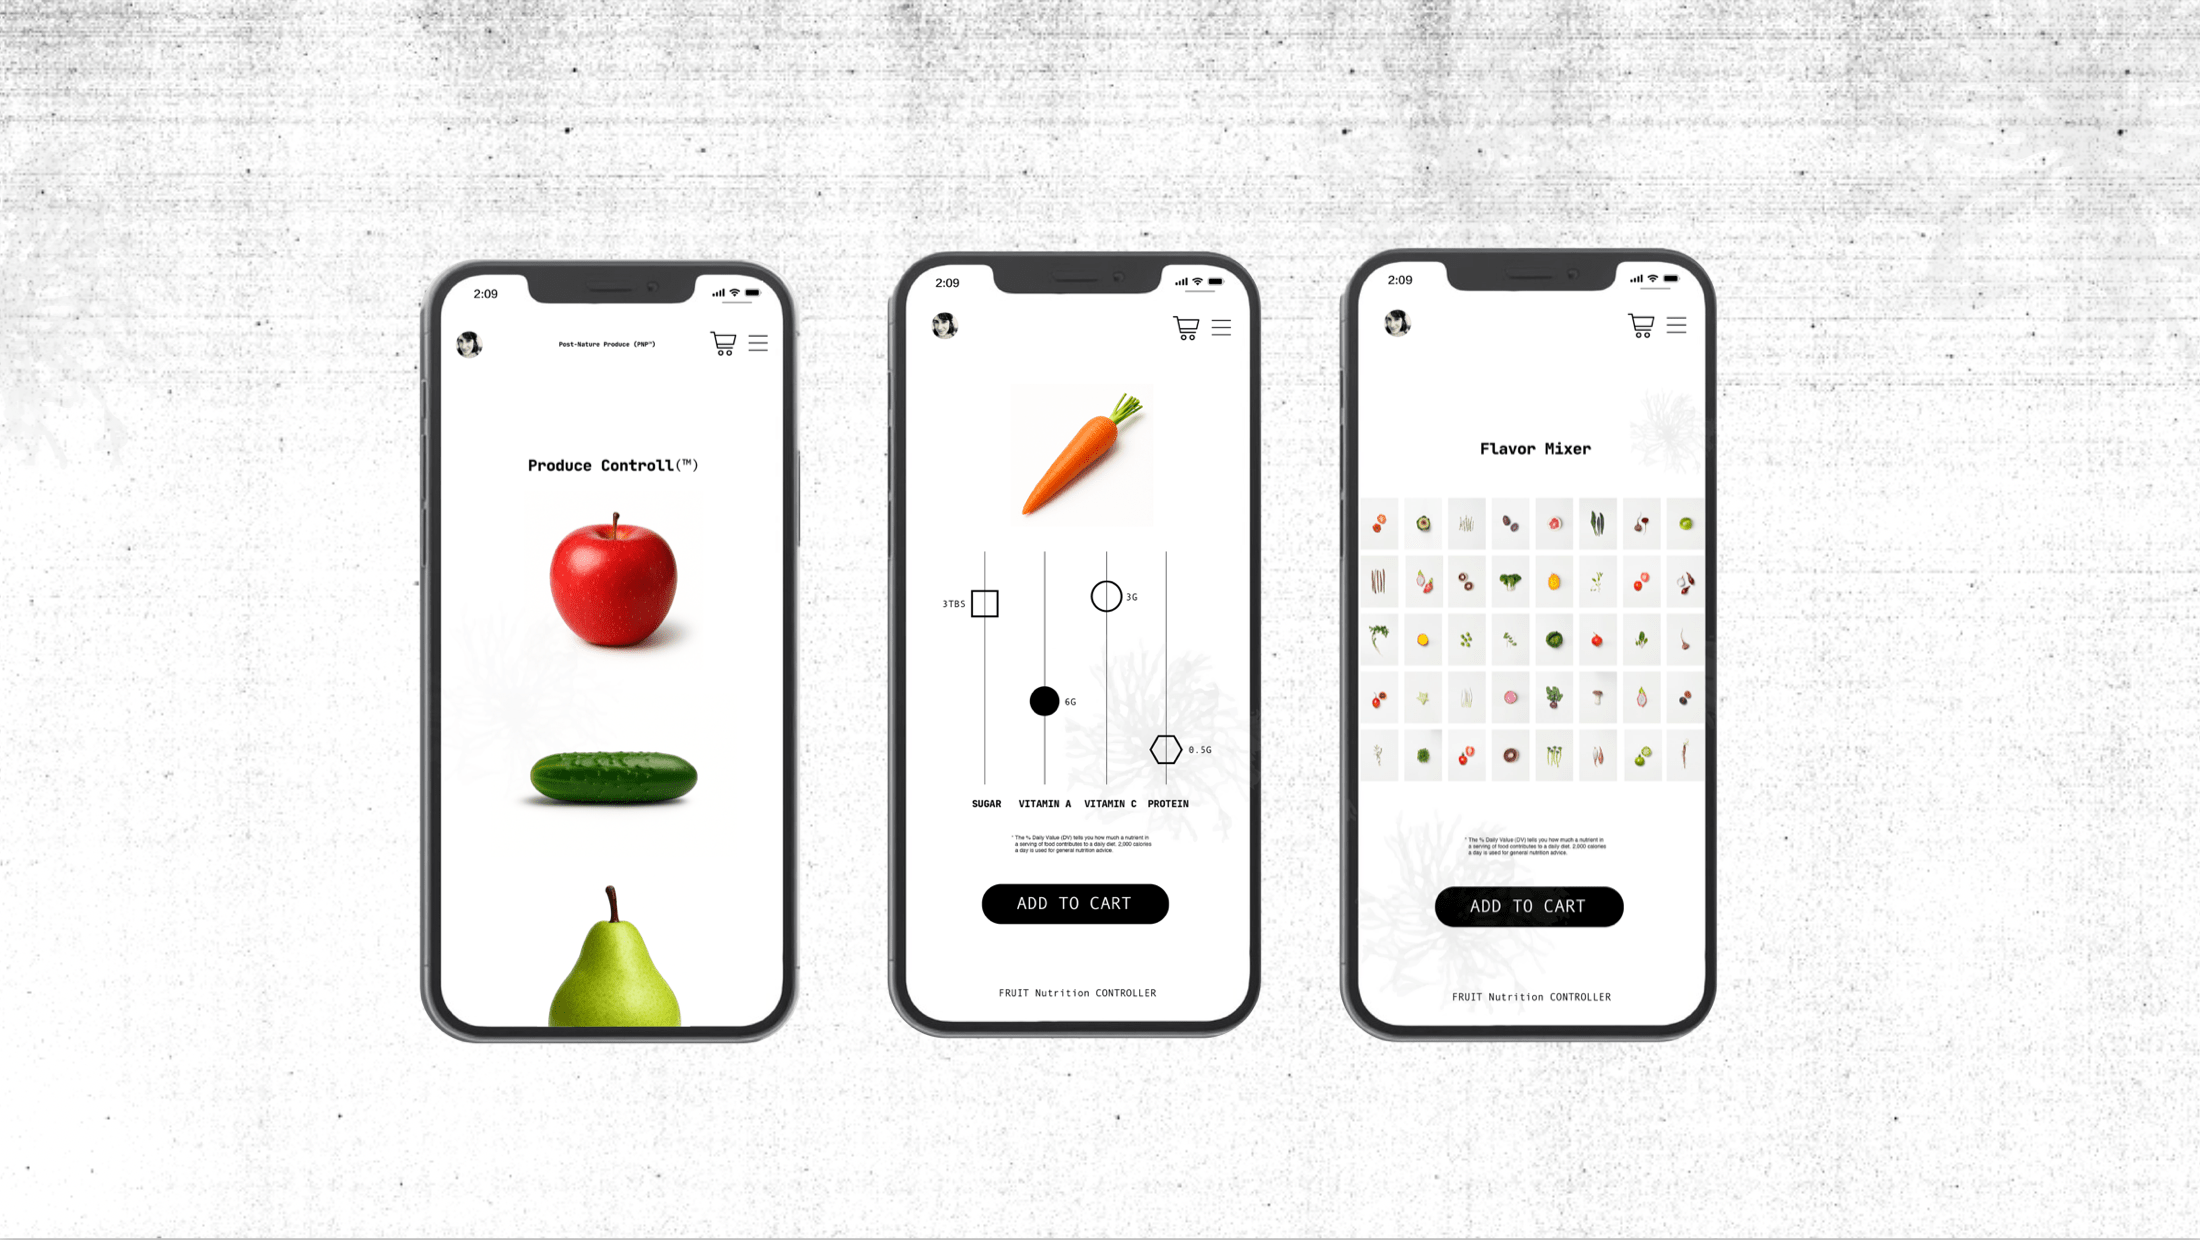 2:09
Post-Nature Produce (PNP™)
Produce Controll(™)
2:09
3TBS
3G
6G
0.5G
SUGAR VITAMIN A VITAMIN C PROTEIN
* The % Daily Value (DV) tells you how much a nutrient in
a serving of food contributes to a daily diet. 2,000 calories
a day is used for general nutrition advice.
ADD TO CART
FRUIT Nutrition CONTROLLER
2:09
Flavor Mixer
* The % Daily Value (DV) tells you how much a nutrient in
a serving of food contributes to a daily diet. 2,000 calories
a day is used for general nutrition advice.
ADD TO CART
FRUIT Nutrition CONTROLLER